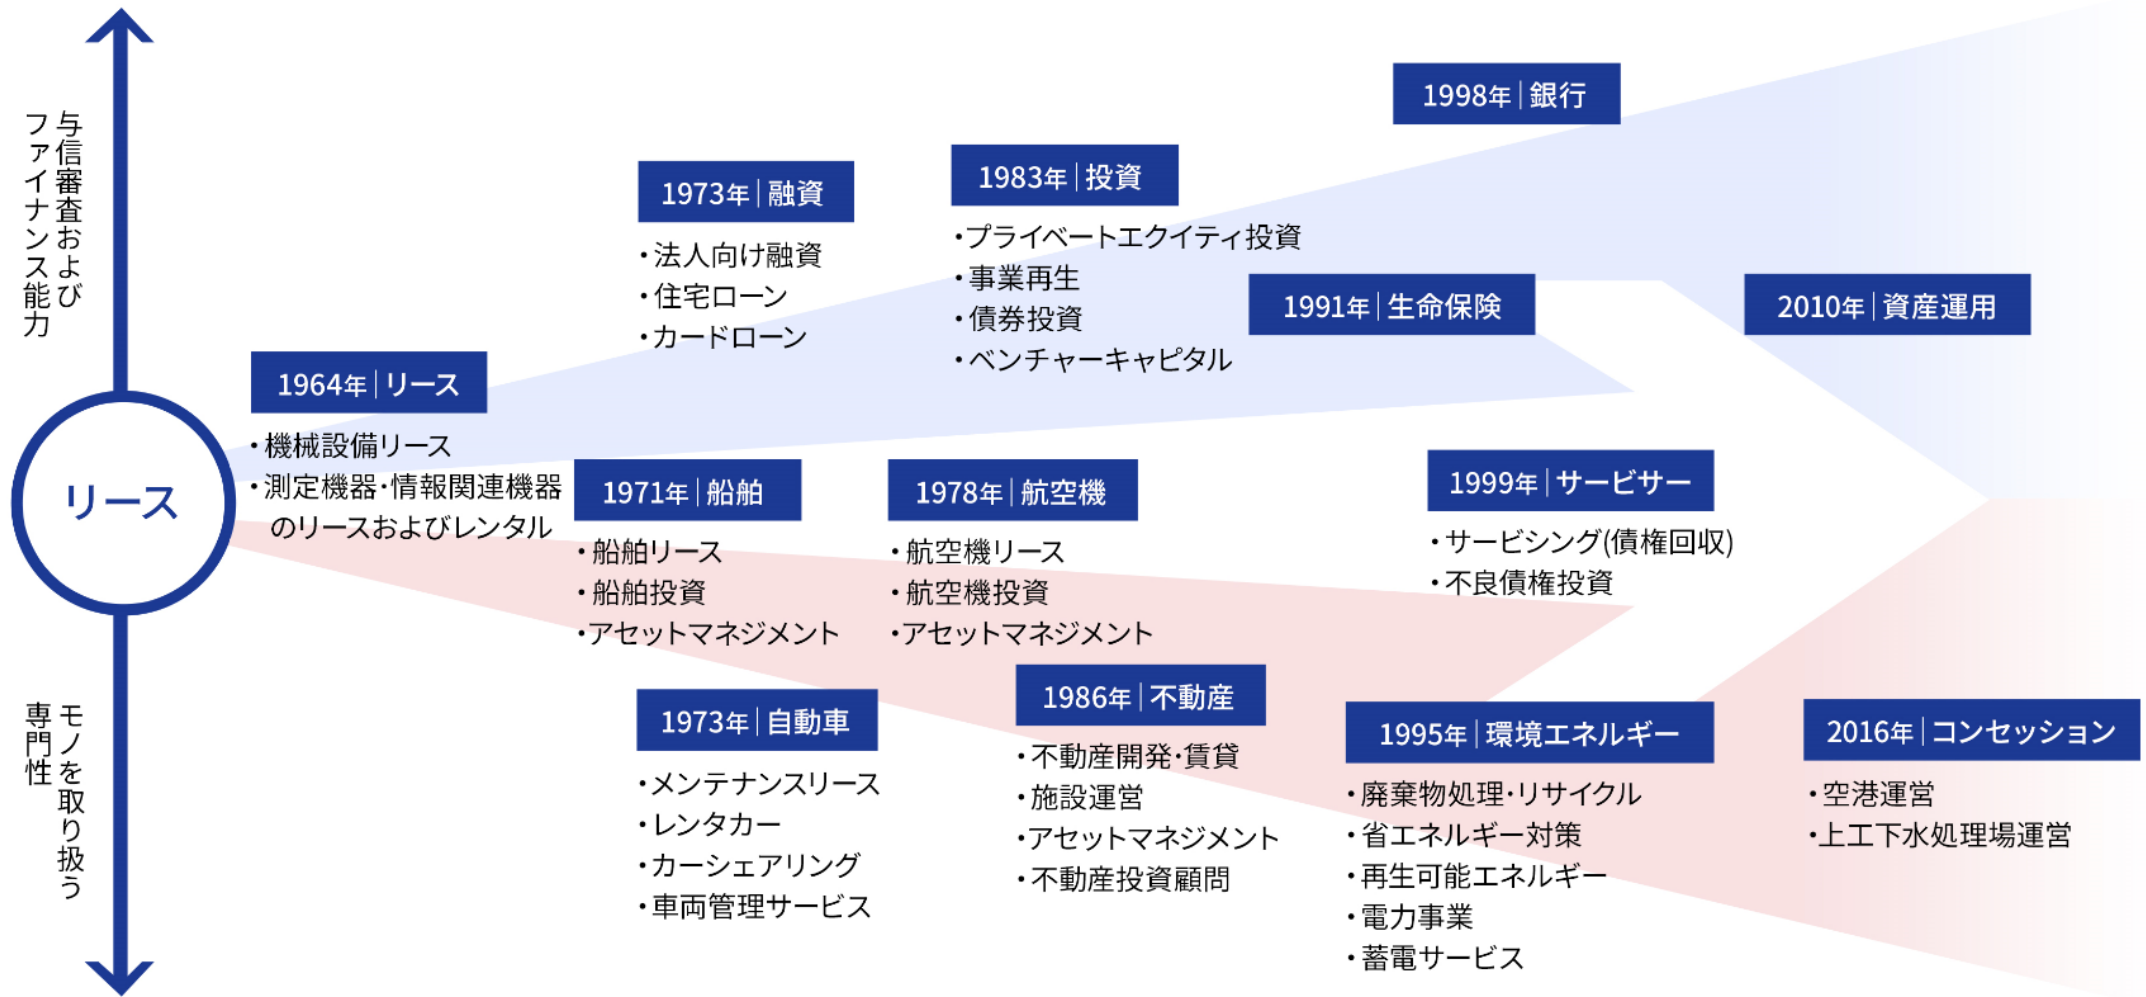 与信審査および
ファイナンス能力
リース
モノを取り扱う
専門性
1964年|リース
・機械設備リース
・測定機器・情報関連機器
のリースおよびレンタル
1971年|船舶
・船舶リース
・船舶投資
・アセットマネジメント
1973年|融資
・法人向け融資
・住宅ローン
・カードローン
1973年|自動車
・メンテナンスリース
・レンタカー
・カーシェアリング
・車両管理サービス
1978年|航空機
・航空機リース
・航空機投資
・アセットマネジメント
1983年|投資
・プライベートエクイティ投資
・事業再生
・債券投資
・ベンチャーキャピタル
1986年|不動産
・不動産開発・賃貸
・施設運営
・アセットマネジメント
・不動産投資顧問
1991年|生命保険
1995年|環境エネルギー
・廃棄物処理・リサイクル
・省エネルギー対策
・再生可能エネルギー
・電力事業
・蓄電サービス
1998年|銀行
1999年|サービサー
・サービシング(債権回収)
・不良債権投資
2010年|資産運用
2016年|コンセッション
・空港運営
・上工下水処理場運営